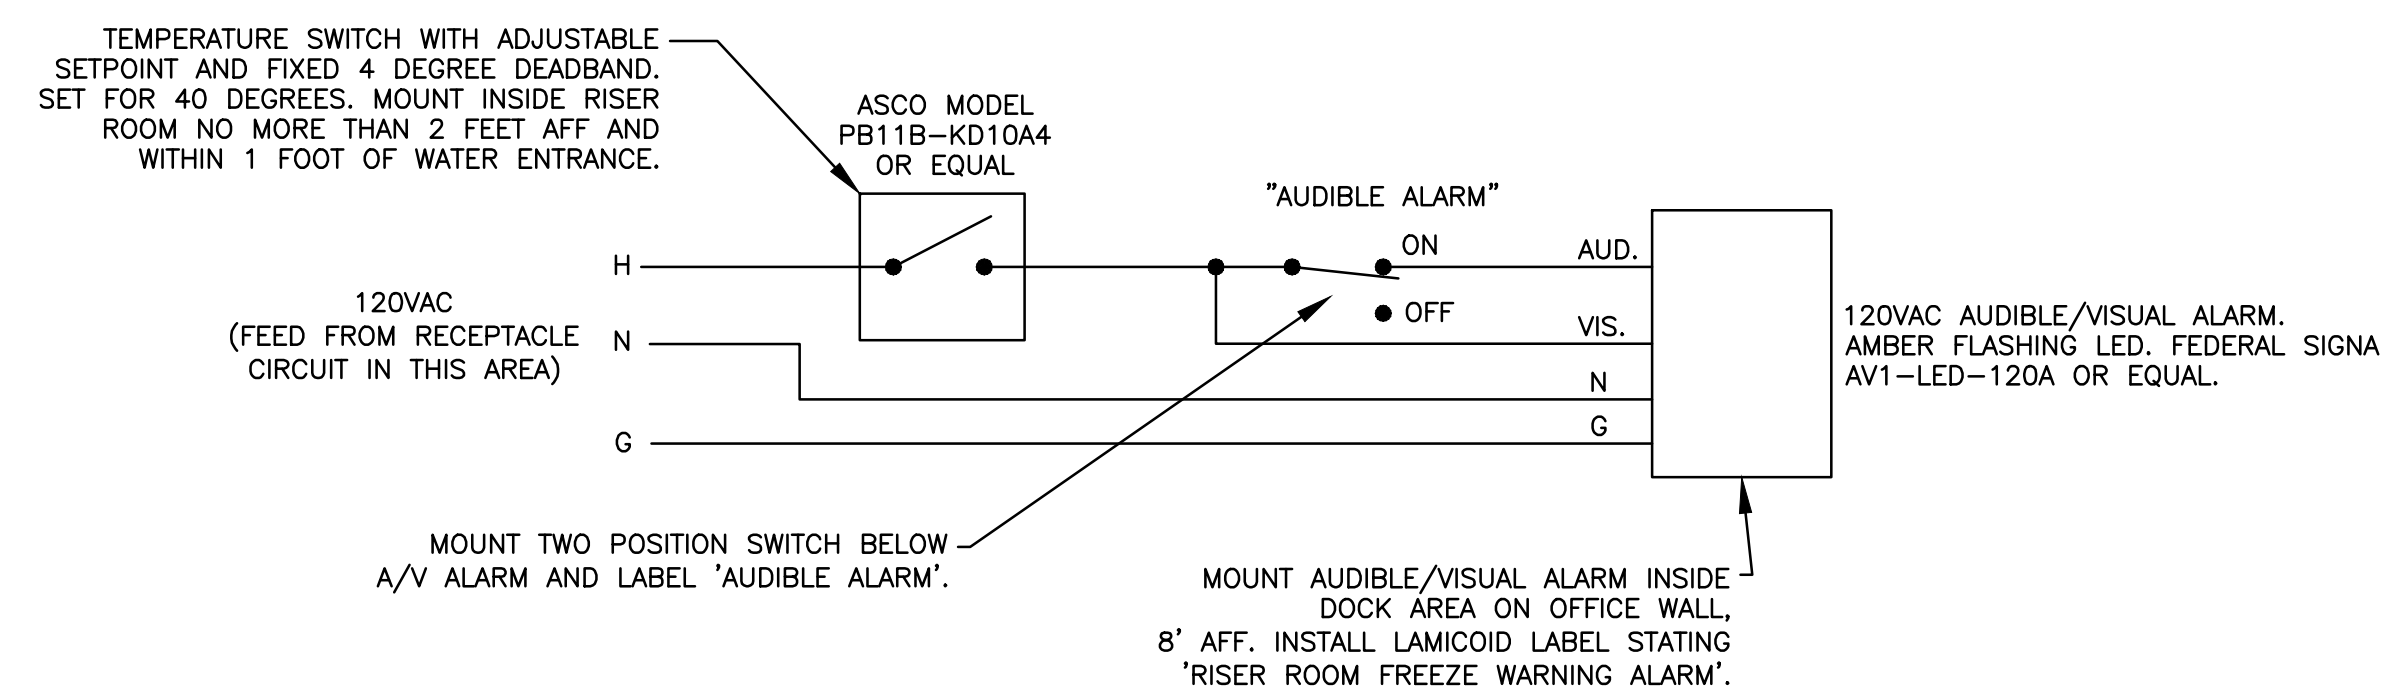 TEMPERATURE SWITCH WITH ADJUSTABLE
SETPOINT AND FIXED 4 DEGREE DEADBAND.
SET FOR 40 DEGREES. MOUNT INSIDE RISER
ROOM NO MORE THAN 2 FEET AFF AND
WITHIN 1 FOOT OF WATER ENTRANCE.
ASCO MODEL
PB11B-KD10A4
OR EQUAL
"AUDIBLE ALARM"
ON
OFF
H
N
G
120VAC
(FEED FROM RECEPTACLE
CIRCUIT IN THIS AREA)
AUD.
VIS.
N
G
120VAC AUDIBLE/VISUAL ALARM.
AMBER FLASHING LED. FEDERAL SIGNA
AV1-LED-120A OR EQUAL.
MOUNT TWO POSITION SWITCH BELOW
A/V ALARM AND LABEL 'AUDIBLE ALARM'.
MOUNT AUDIBLE/VISUAL ALARM INSIDE
DOCK AREA ON OFFICE WALL,
8' AFF. INSTALL LAMICOID LABEL STATING
'RISER ROOM FREEZE WARNING ALARM'.